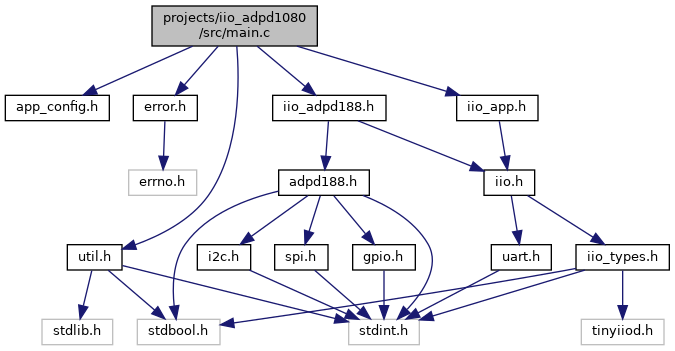 projects/iio_adpd1080
/src/main.c
app_config.h
error.h
iio_adpd188.h
iio_app.h
errno.h
adpd188.h
iio.h
util.h
i2c.h
spi.h
gpio.h
uart.h
iio_types.h
stdlib.h
stdbool.h
stdint.h
tinyiiod.h